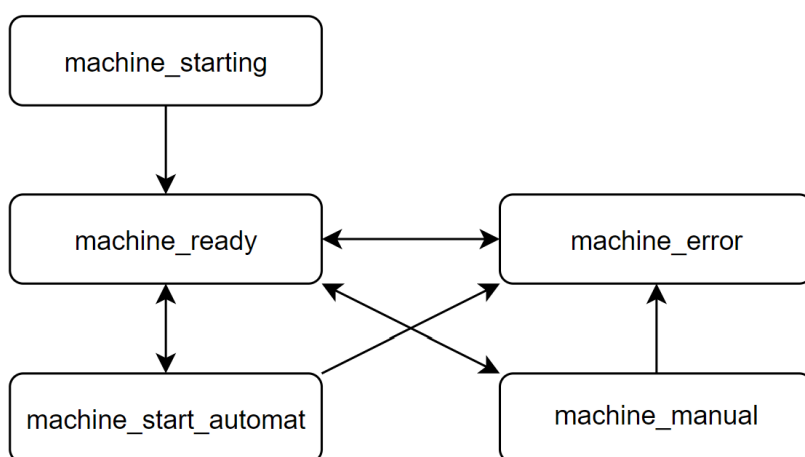 machine_starting
machine_ready
machine_error
machine_start_automat
machine_manual